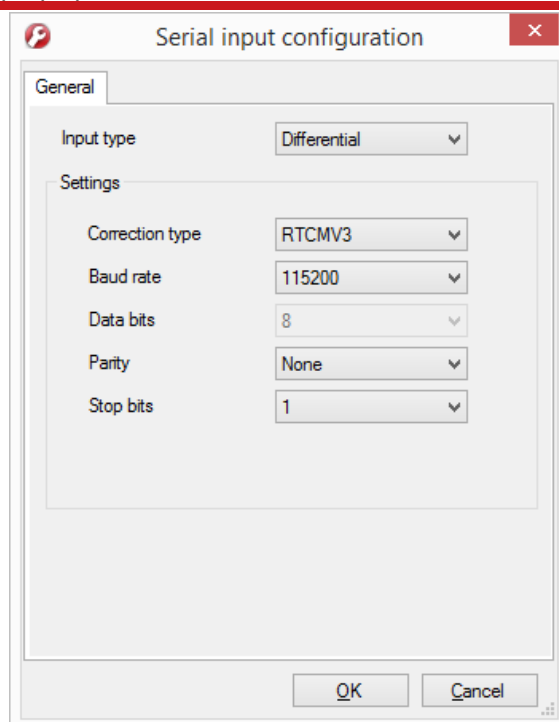 Serial input configuration
General
Input type Differential
Settings
Correction type RTCMV3
Baud rate 115200
Data bits 8
Parity None
Stop bits 1
OK Cancel